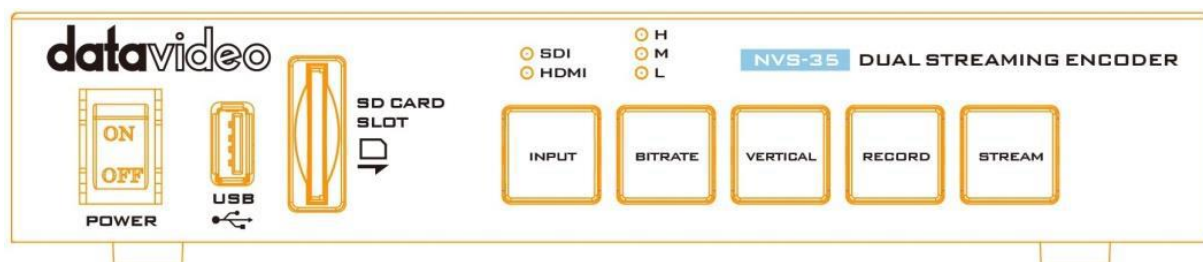 datavideo
ON
OFF
POWER
USB
SD CARD
SLOT
SDI
HDMI
H
M
L
NVS-35 DUAL STREAMING ENCODER
INPUT
BITRATE
VERTICAL
RECORD
STREAM